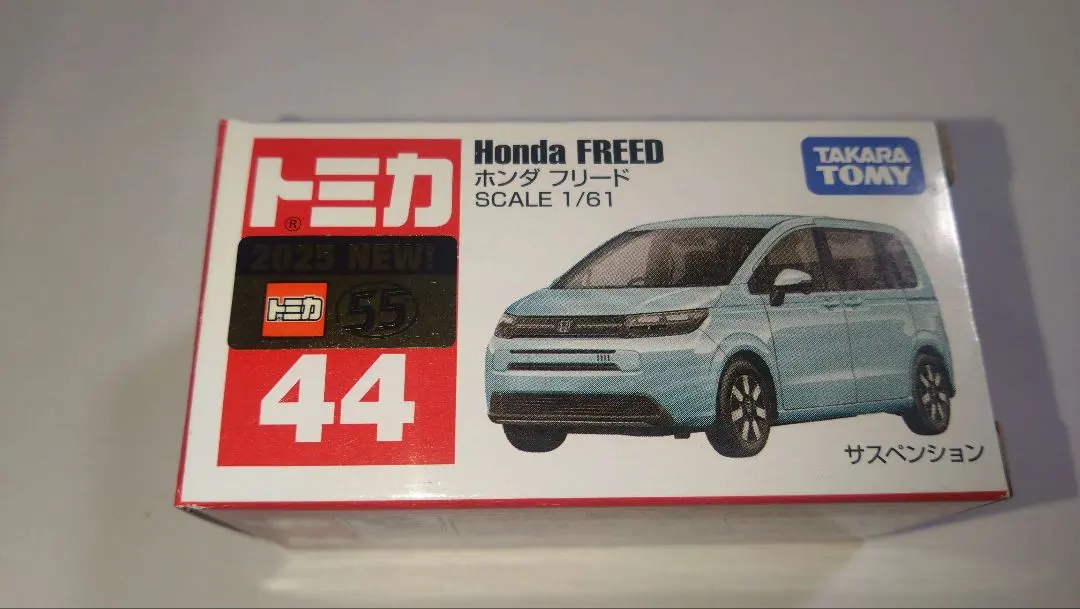 トミカ
®
2025 NEW!
トミカ 55
44
Honda FREED
ホンダ フリード
SCALE 1/61
TAKARA
TOMY
サスペンション